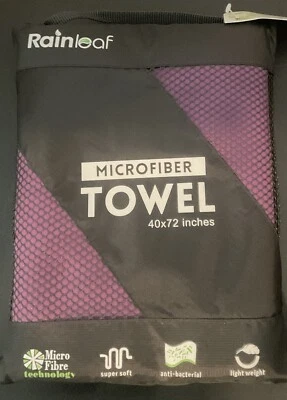 Rainleaf
MICROFIBER
TOWEL
40x72 inches
Micro
Fibre
technology
super soft
anti-bacterial
light weight